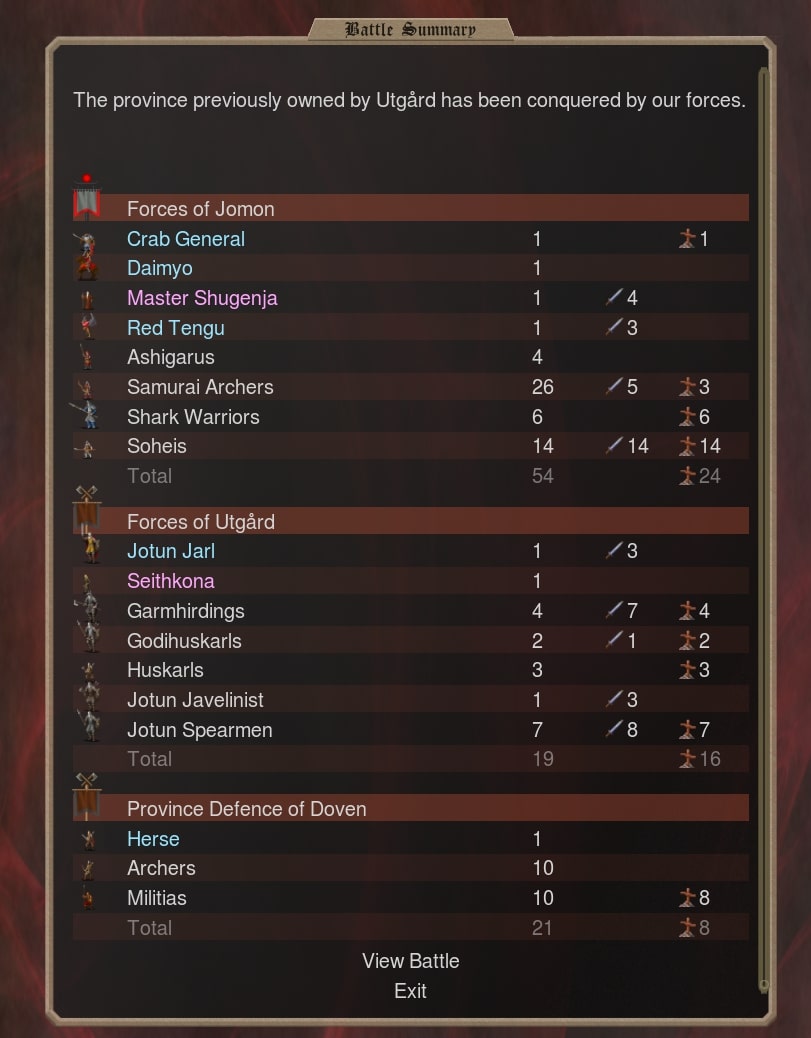 Battle Summary
The province previously owned by Utgård has been conquered by our forces.
Forces of Jomon
Crab General 1 1
Daimyo 1
Master Shugenja 1 4
Red Tengu 1 3
Ashigarus 4
Samurai Archers 26 5 3
Shark Warriors 6 6
Soheis 14 14 14
Total 54 24
Forces of Utgård
Jotun Jarl 1 3
Seithkona 1
Garmhirdings 4 7 4
Godihuskarls 2 1 2
Huskarls 3 3
Jotun Javelinist 1 3
Jotun Spearmen 7 8 7
Total 19 16
Province Defence of Doven
Herse 1
Archers 10
Militias 10 8
Total 21 8
View Battle
Exit